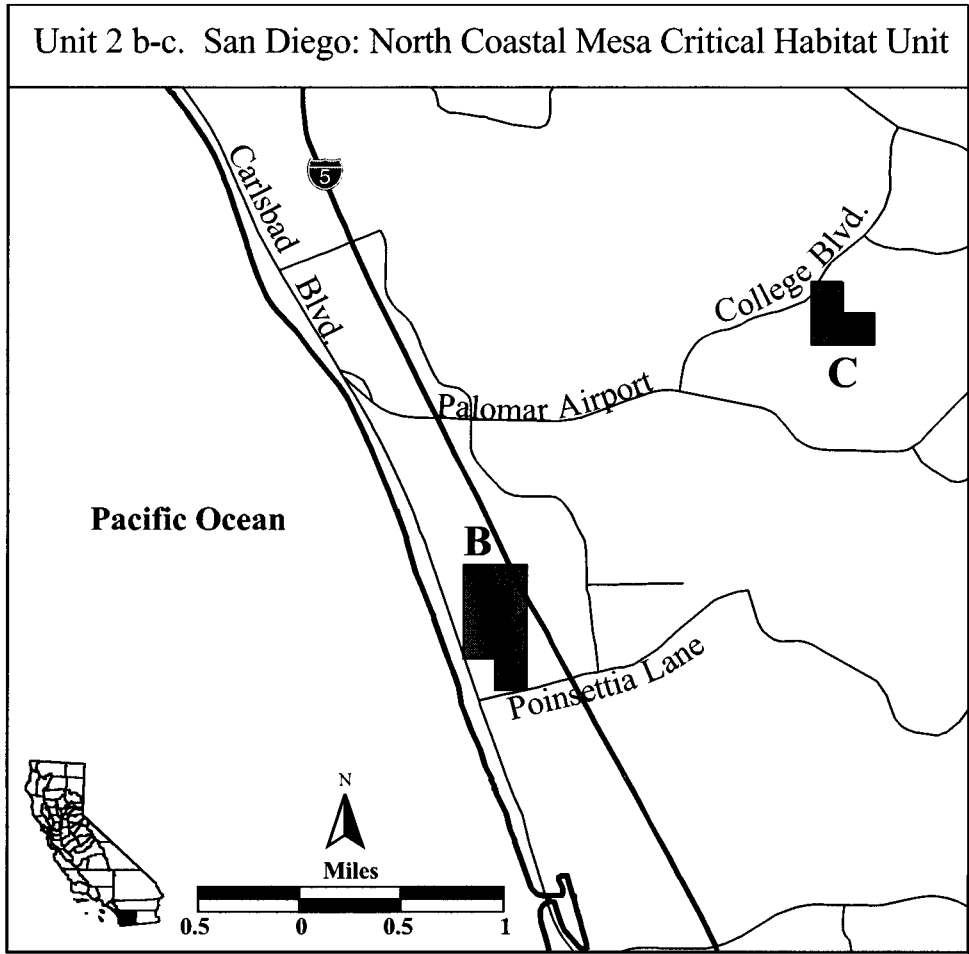 Unit 2 b-c. San Diego: North Coastal Mesa Critical Habitat Unit
Carlsbad
Blvd.
5
College Blvd.
C
Palomar Airport
Pacific Ocean
B
Poinsettia Lane
N
Miles
0.5 0 0.5 1